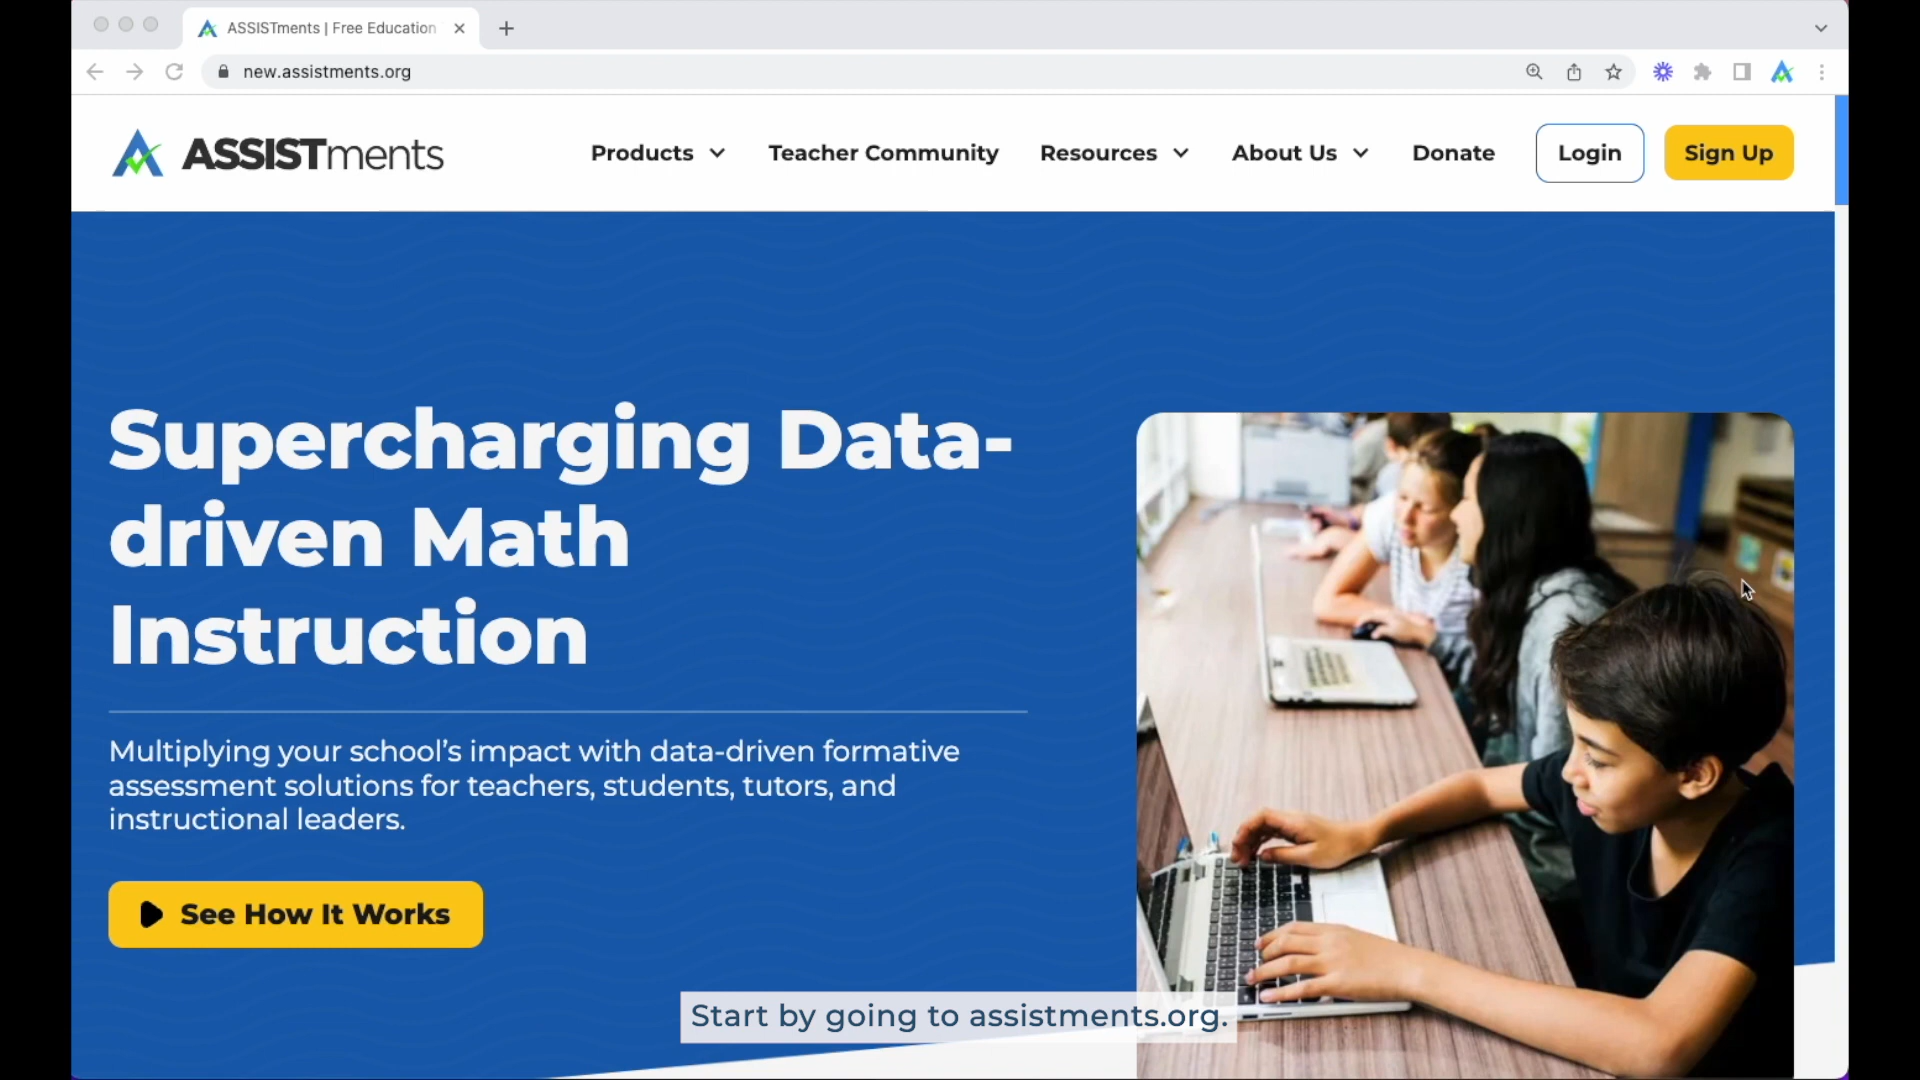 ASSISTments | Free Education
new.assistments.org
ASSISTments
Products
Teacher Community
Resources
About Us
Donate
Login
Sign Up
Supercharging Data-
driven Math
Instruction
Multiplying your school’s impact with data-driven formative
assessment solutions for teachers, students, tutors, and
instructional leaders.
See How It Works
Start by going to assistments.org.